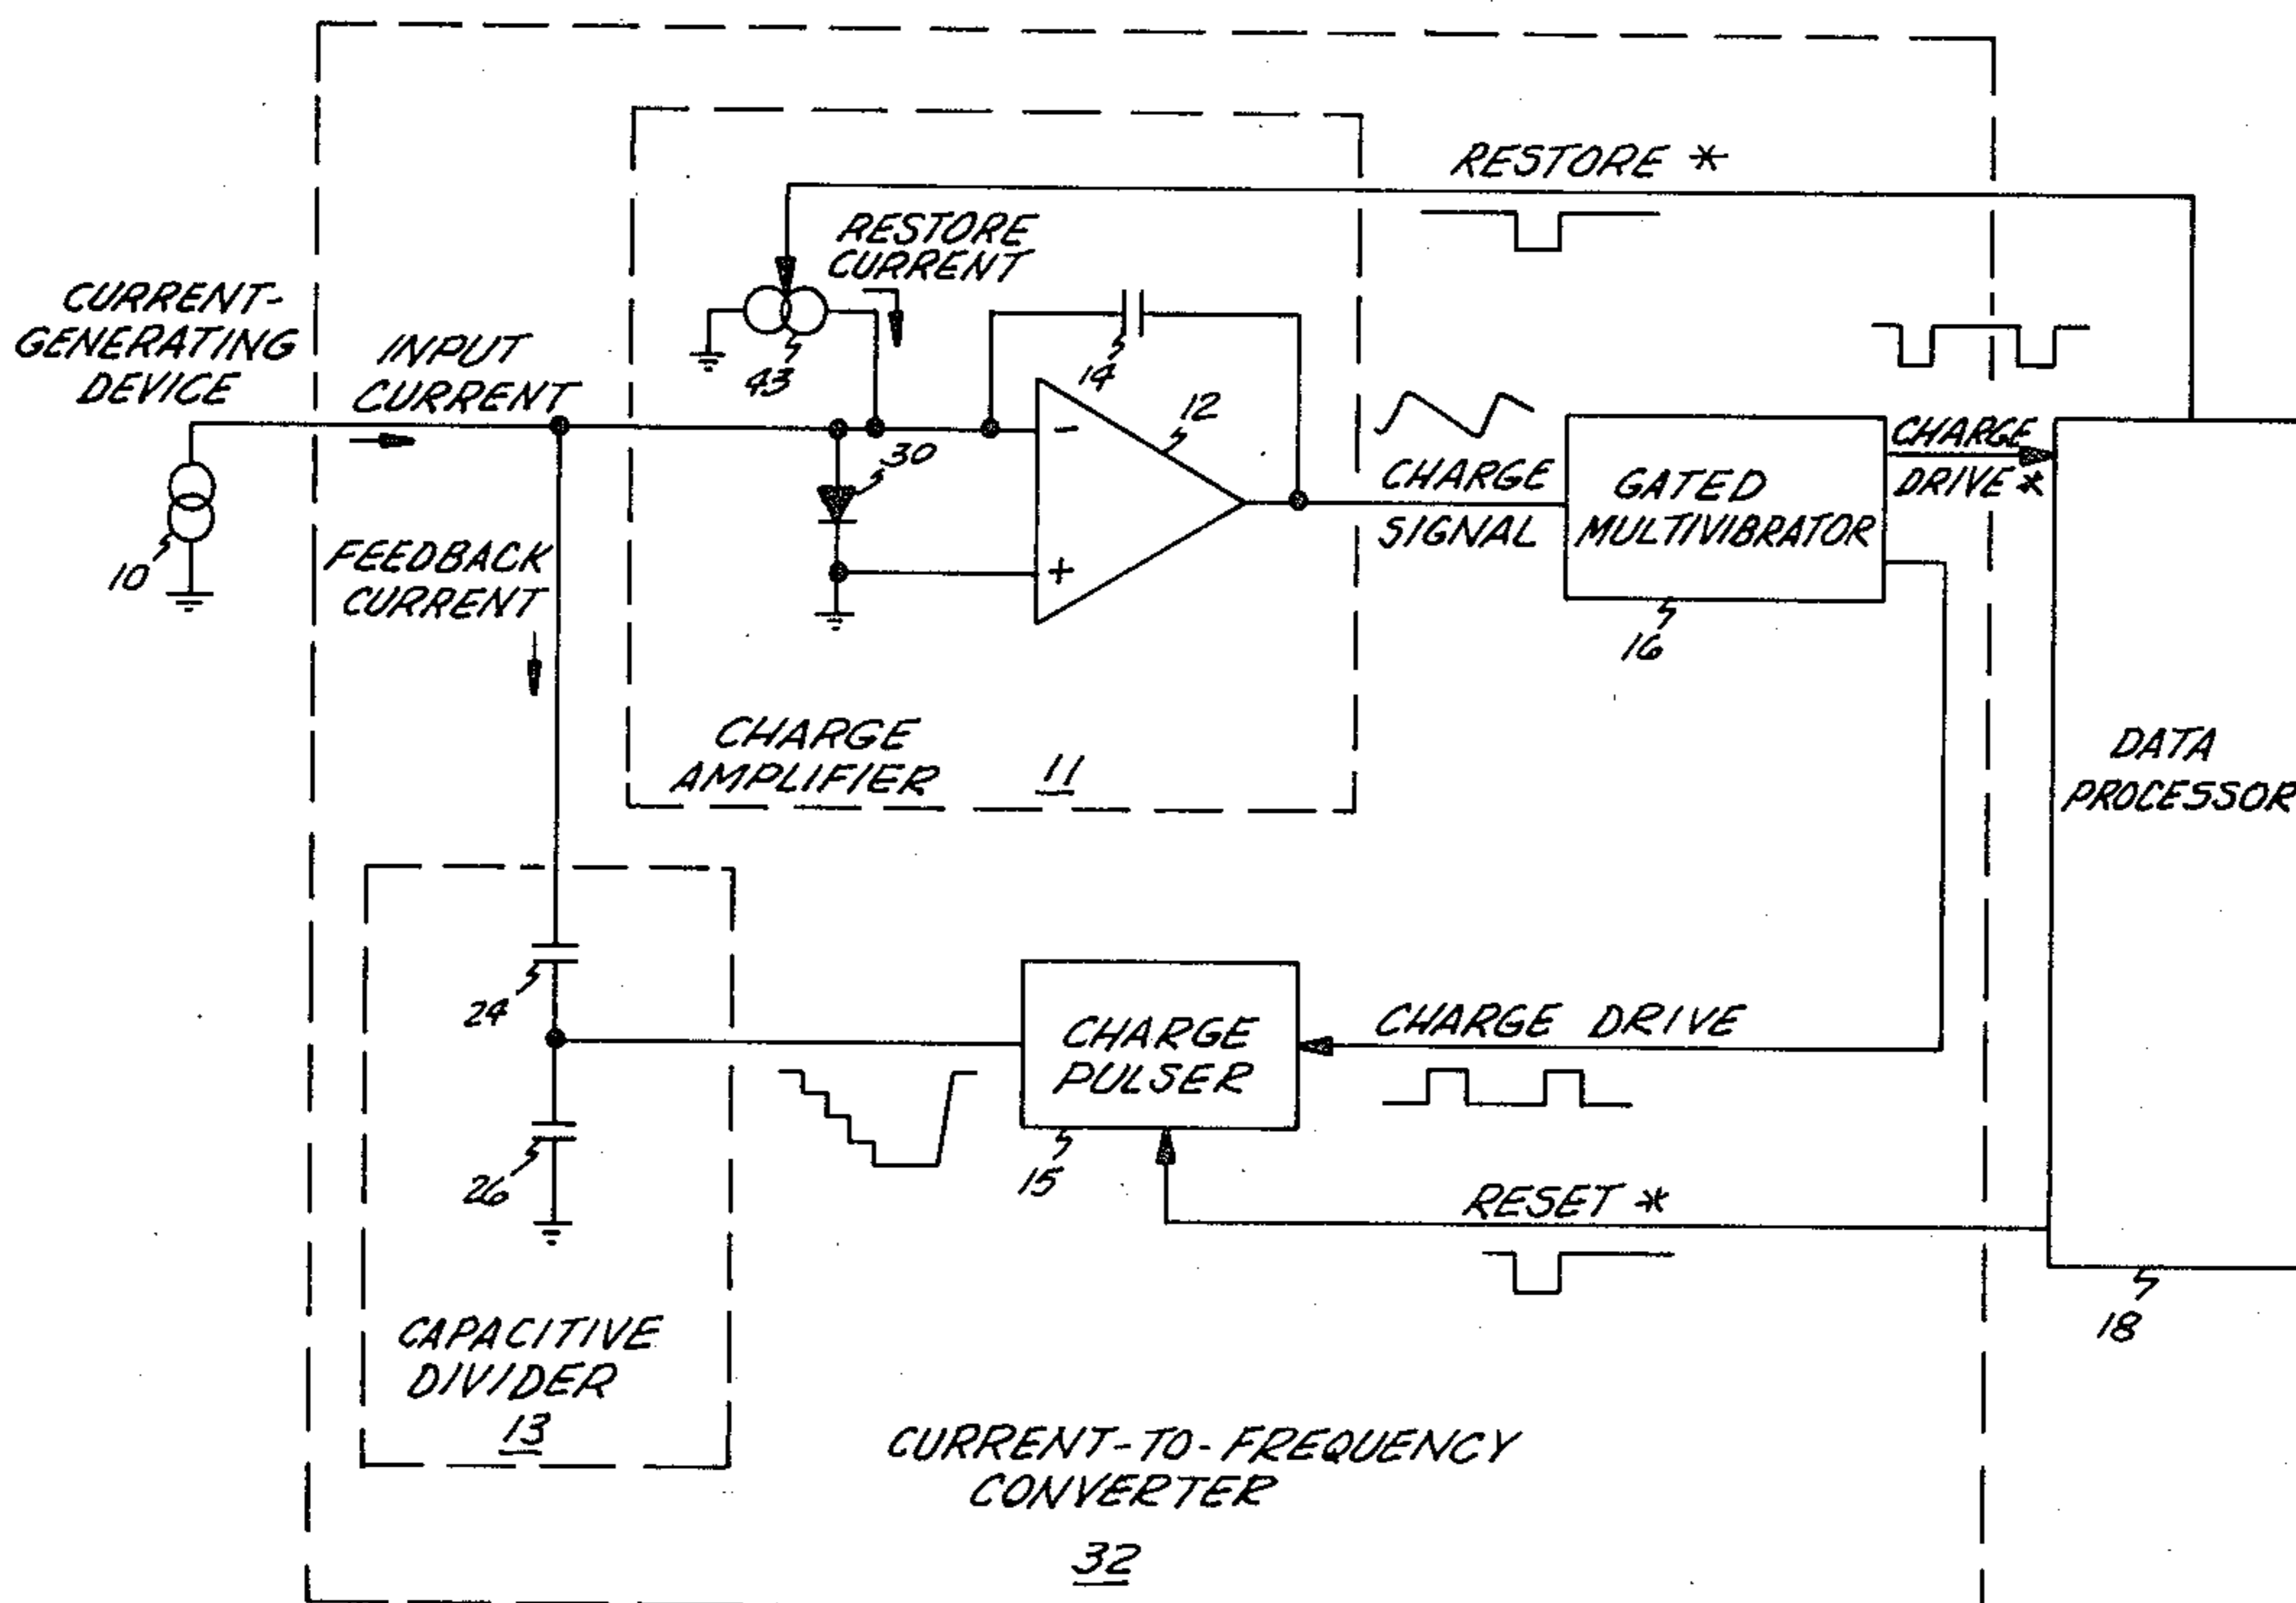 RESTORE *
RESTORE
CURRENT
43
14
CURRENT-
GENERATING
DEVICE
INPUT
CURRENT
10
FEEDBACK
CURRENT
30
12
-
+
CHARGE
SIGNAL
GATED
MULTIVIBRATOR
16
CHARGE
DRIVE *
CHARGE
AMPLIFIER
11
DATA
PROCESSOR
18
24
26
CAPACITIVE
DIVIDER
13
CHARGE
PULSER
15
CHARGE DRIVE
RESET *
CURRENT-TO-FREQUENCY
CONVERTER
32